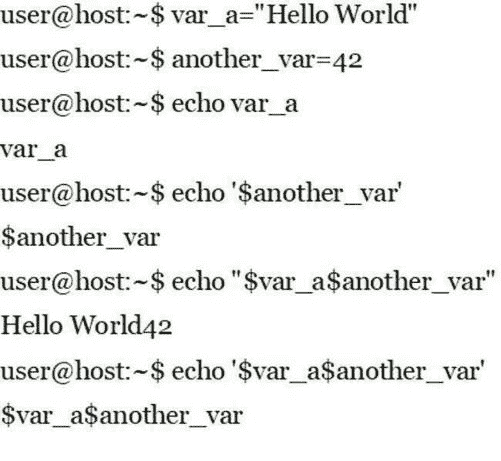 user@host:~$ var_a="Hello World"
user@host:~$ another_var=42
user@host:~$ echo var_a
var_a
user@host:~$ echo '$another_var'
$another_var
user@host:~$ echo "$var_a$another_var"
Hello World42
user@host:~$ echo '$var_a$another_var'
$var_a$another_var